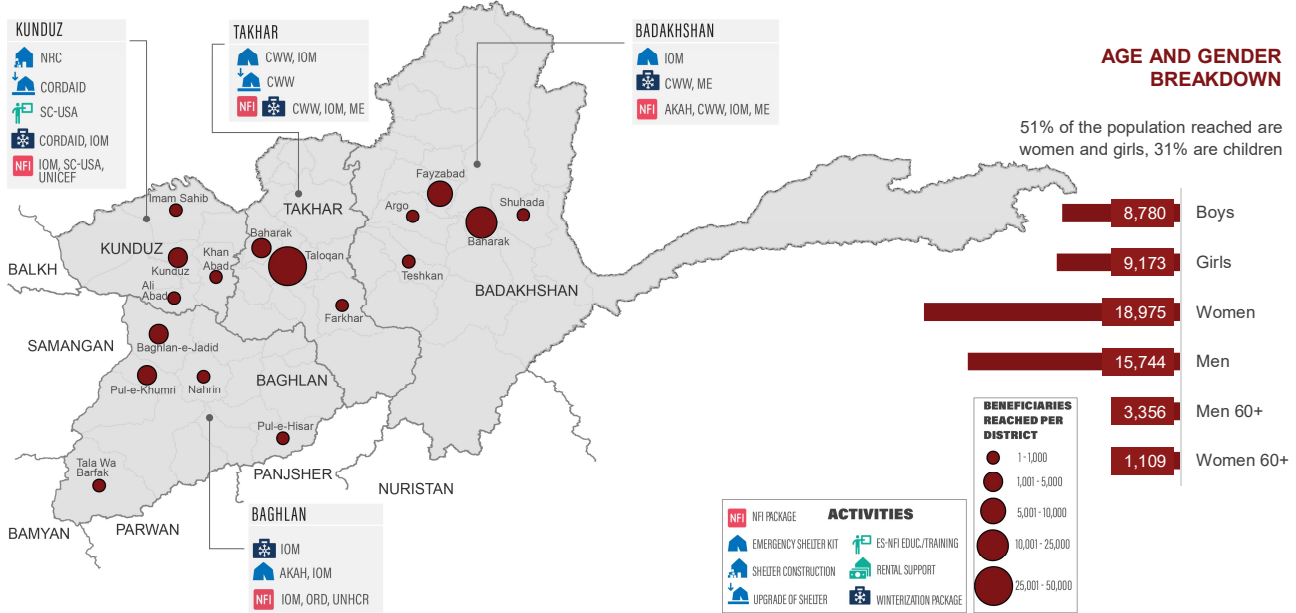 KUNDUZ
NRC
CORDAID
SC-USA
CORDAID, IOM
NFI
IOM, SC-USA,
UNICEF
TAKHAR
CWW, IOM
CWW
NFI
CWW, IOM, ME
BADAKHSHAN
IOM
CWW, ME
NFI
AKAH, CWW, IOM, ME
AGE AND GENDER
BREAKDOWN
51% of the population reached are
women and girls, 31% are children
8,780 Boys
9,173 Girls
18,975 Women
15,744 Men
3,356 Men 60+
1,109 Women 60+
Imam Sahib
KUNDUZ
Kunduz
Khan
Abad
Ali
Abad
BALKH
TAKHAR
Baharak
Taloqan
Farkhar
Fayzabad
Argo
Shuhada
Baharak
Teshkan
BADAKHSHAN
SAMANGAN
Baghlan-e-Jadid
Pul-e-Khumri
Nahrin
BAGHLAN
Pul-e-Hisar
Tala Wa
Barfak
PANJSHER
NURISTAN
BAMYAN
PARWAN
BAGHLAN
IOM
AKAH, IOM
NFI
IOM, ORD, UNHCR
ACTIVITIES
NFI
NFI PACKAGE
EMERGENCY SHELTER KIT
SHELTER CONSTRUCTION
UPGRADE OF SHELTER
ES-NFI EDUC./TRAINING
RENTAL SUPPORT
WINTERIZATION PACKAGE
BENEFICIARIES
REACHED PER
DISTRICT
1 - 1,000
1,001 - 5,000
5,001 - 10,000
10,001 - 25,000
25,001 - 50,000